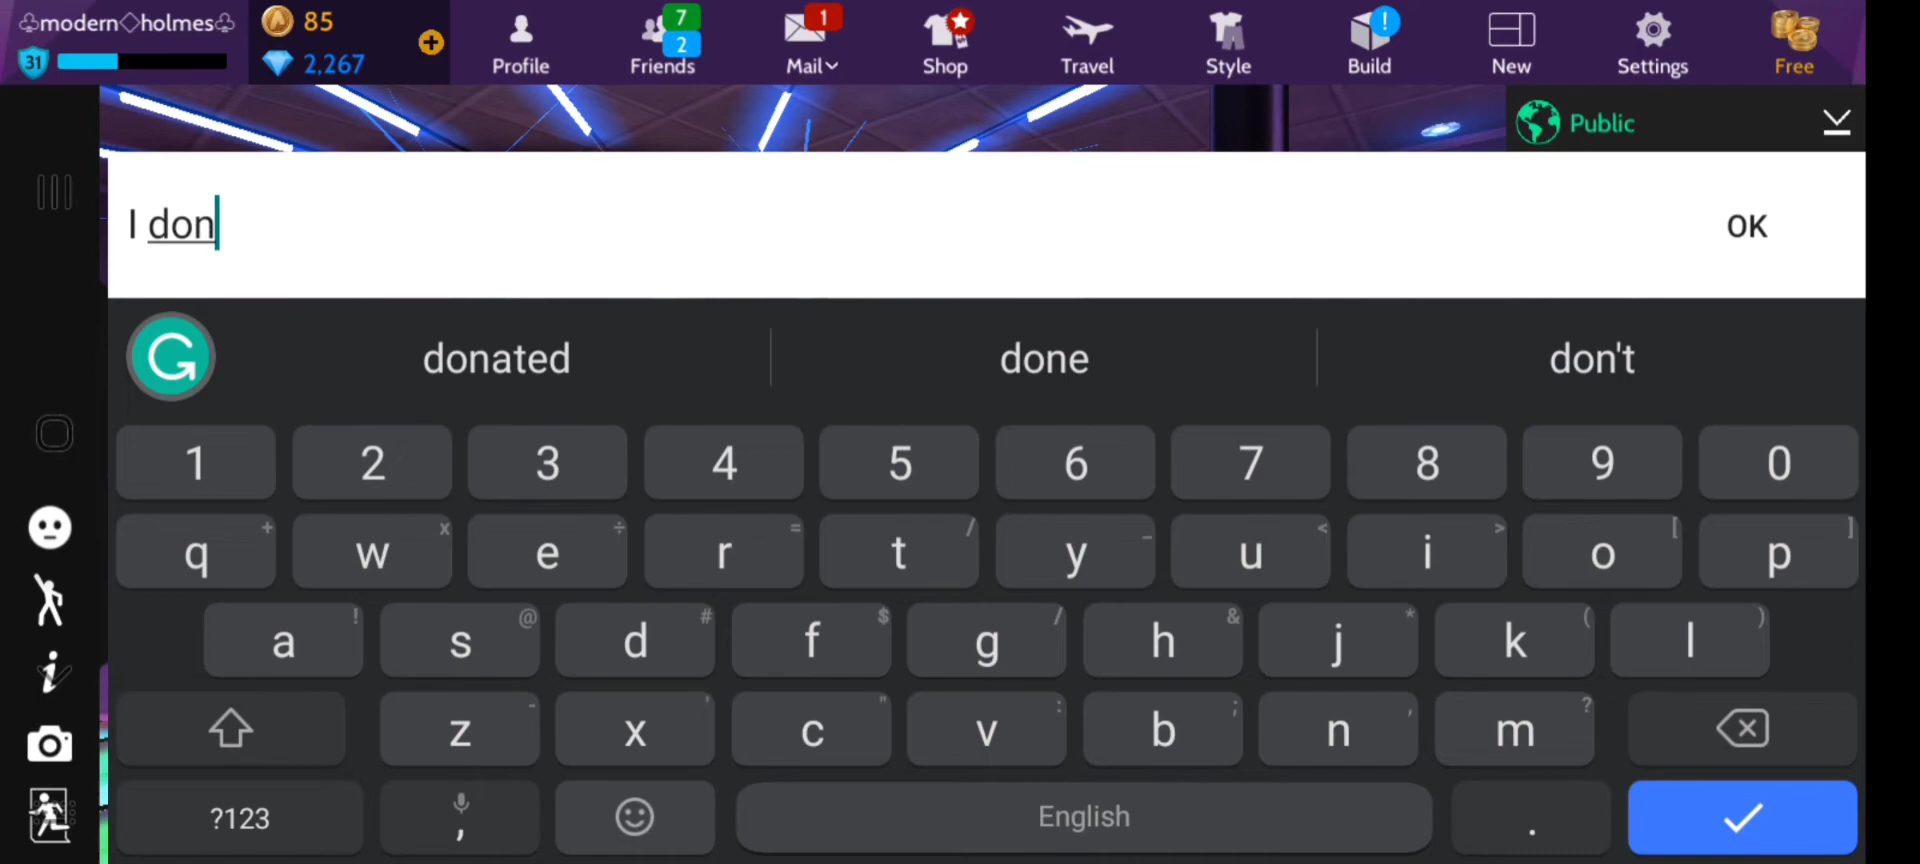 ♧modern◇holmes♧
31
85
2,267
Profile
7
2
Friends
1
Mail
Shop
Travel
Style
!
Build
New
Settings
Free
Public
I don
OK
donated done don't
1 2 3 4 5 6 7 8 9 0
q + w x e ÷ r = t / y _ u < i > o [ p ]
a ! s @ d # f $ g / h & j * k ( l )
z - x ' c " v : b ; n , m ?
?123 , English .